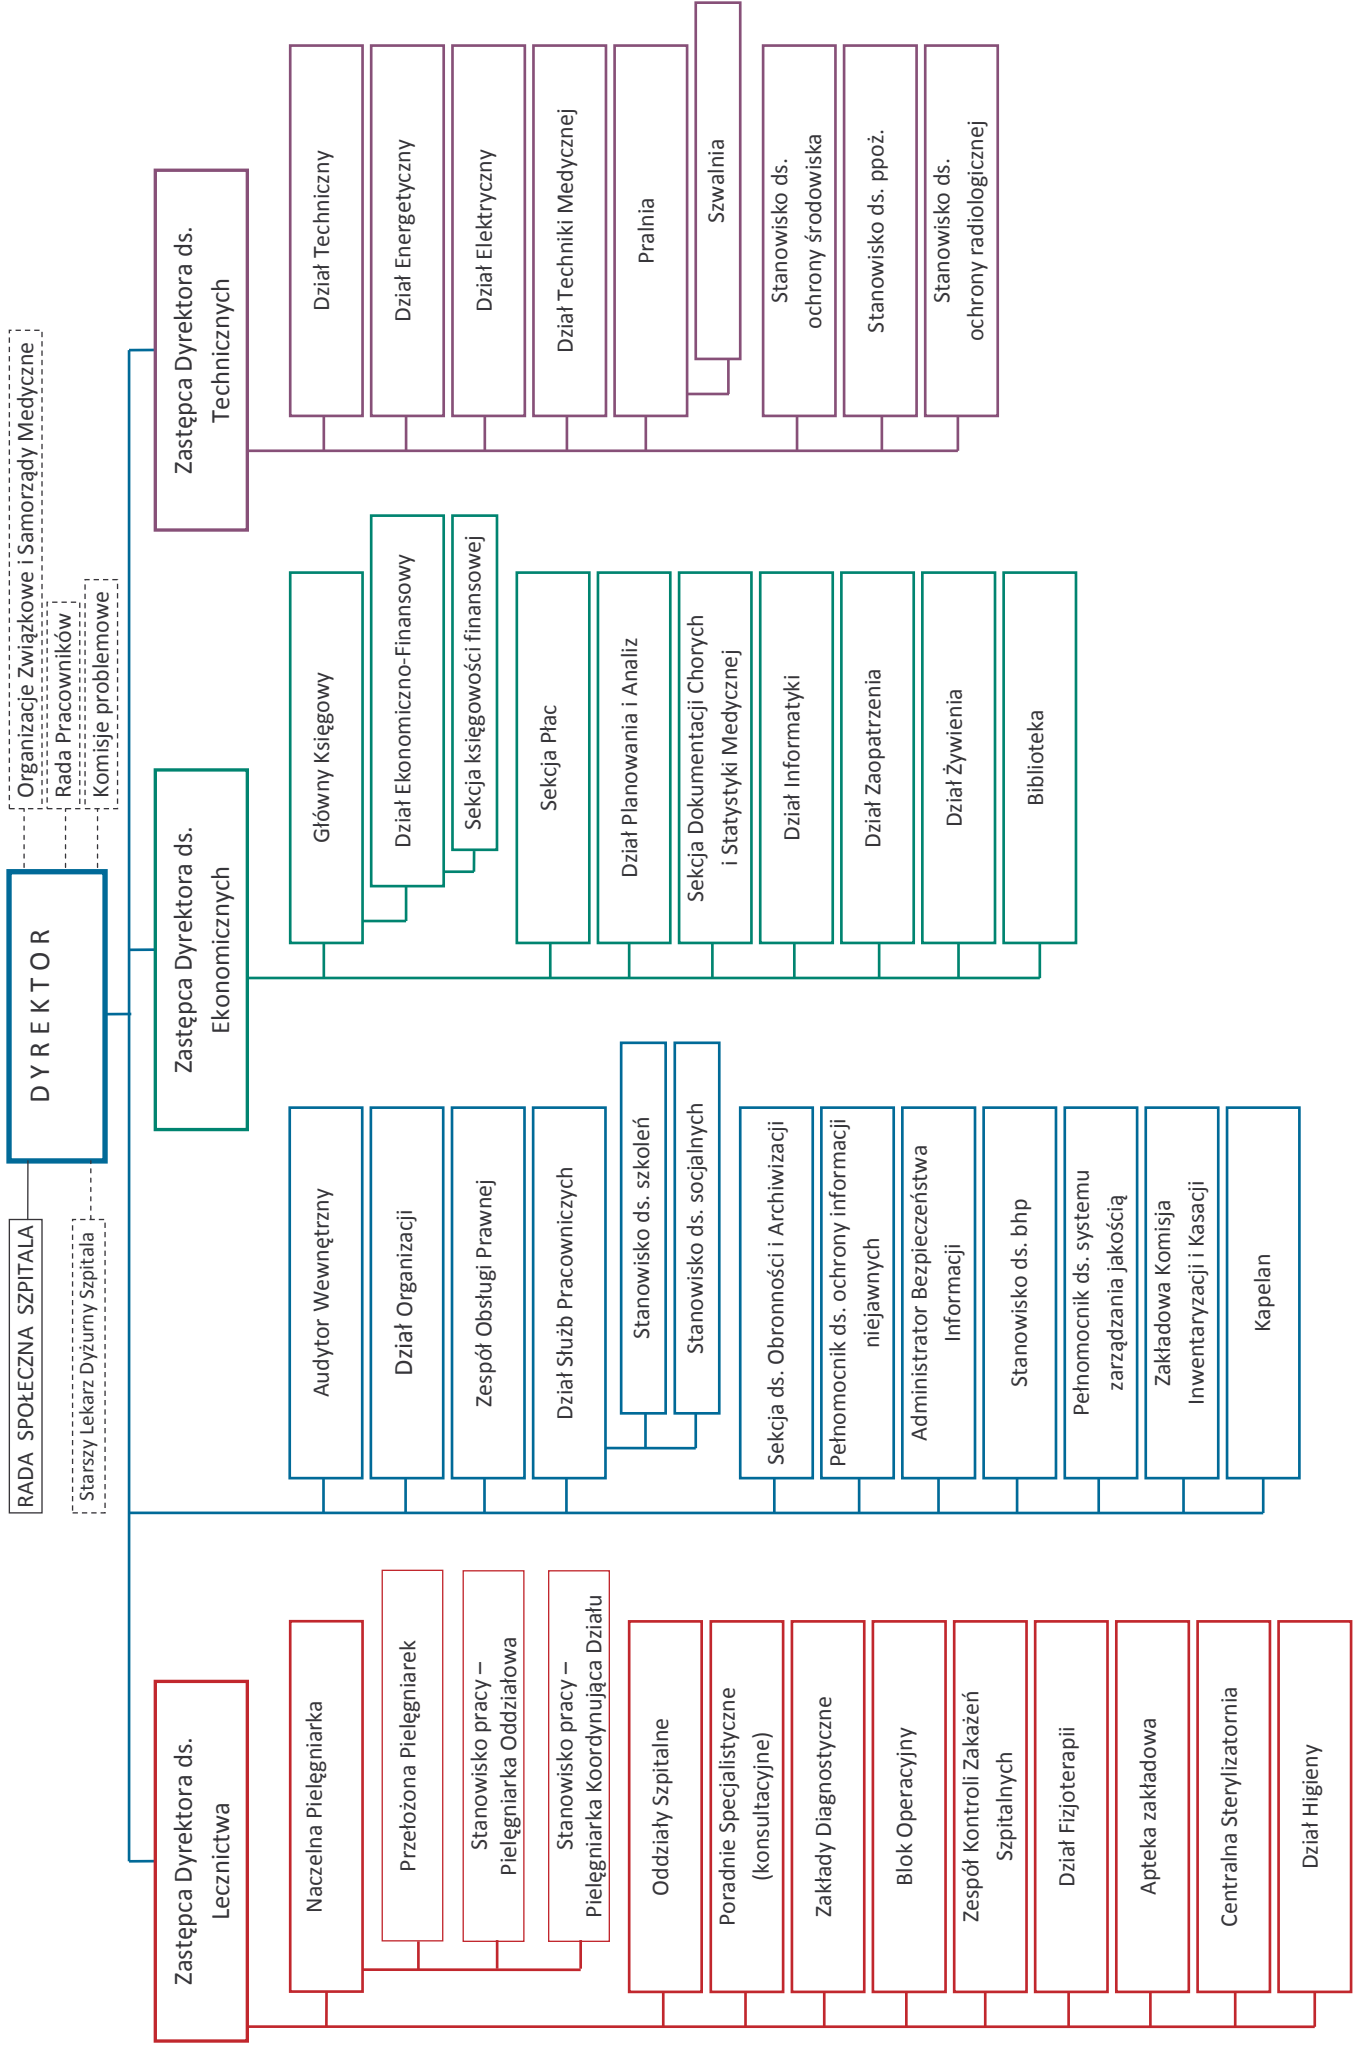 RADA SPOŁECZNA SZPITALA
Starszy Lekarz Dyżurny Szpitala
DYREKTOR
Organizacje Związkowe i Samorządy Medyczne
Rada Pracowników
Komisje problemowe
Zastępca Dyrektora ds.
Lecznictwa
Naczelna Pielęgniarka
Przełożona Pielęgniarek
Stanowisko pracy –
Pielęgniarka Oddziałowa
Stanowisko pracy –
Pielęgniarka Koordynująca Działu
Oddziały Szpitalne
Poradnie Specjalistyczne
(konsultacyjne)
Zakłady Diagnostyczne
Blok Operacyjny
Zespół Kontroli Zakażeń
Szpitalnych
Dział Fizjoterapii
Apteka zakładowa
Centralna Sterylizatornia
Dział Higieny
Audytor Wewnętrzny
Dział Organizacji
Zespół Obsługi Prawnej
Dział Służb Pracowniczych
Stanowisko ds. szkoleń
Stanowisko ds. socjalnych
Sekcja ds. Obronności i Archiwizacji
Pełnomocnik ds. ochrony informacji
niejawnych
Administrator Bezpieczeństwa
Informacji
Stanowisko ds. bhp
Pełnomocnik ds. systemu
zarządzania jakością
Zakładowa Komisja
Inwentaryzacji i Kasacji
Kapelan
Zastępca Dyrektora ds.
Ekonomicznych
Główny Księgowy
Dział Ekonomiczno-Finansowy
Sekcja księgowości finansowej
Sekcja Płac
Dział Planowania i Analiz
Sekcja Dokumentacji Chorych
i Statystyki Medycznej
Dział Informatyki
Dział Zaopatrzenia
Dział Żywienia
Biblioteka
Zastępca Dyrektora ds.
Technicznych
Dział Techniczny
Dział Energetyczny
Dział Elektryczny
Dział Techniki Medycznej
Pralnia
Szwalnia
Stanowisko ds.
ochrony środowiska
Stanowisko ds. ppoż.
Stanowisko ds.
ochrony radiologicznej